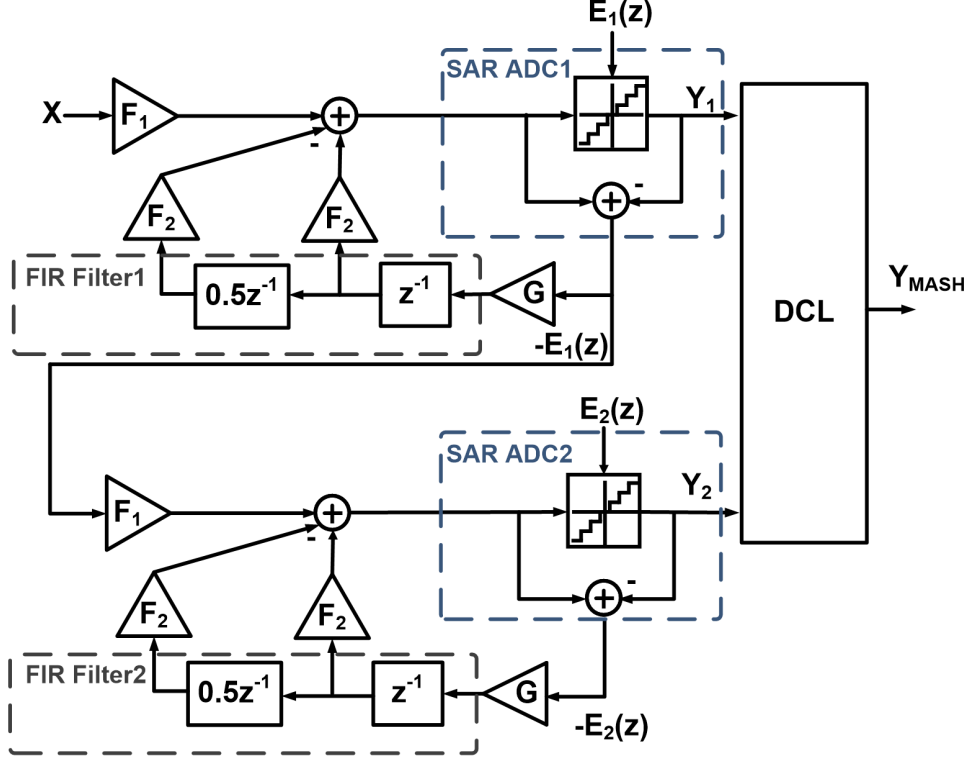 E₁(z)
SAR ADC1
X
F₁
+
Y₁
-
-
+
F₂
F₂
FIR Filter1
0.5z⁻¹
z⁻¹
G
-E₁(z)
DCL
Y_MASH
E₂(z)
SAR ADC2
F₁
+
Y₂
-
-
+
F₂
F₂
FIR Filter2
0.5z⁻¹
z⁻¹
G
-E₂(z)